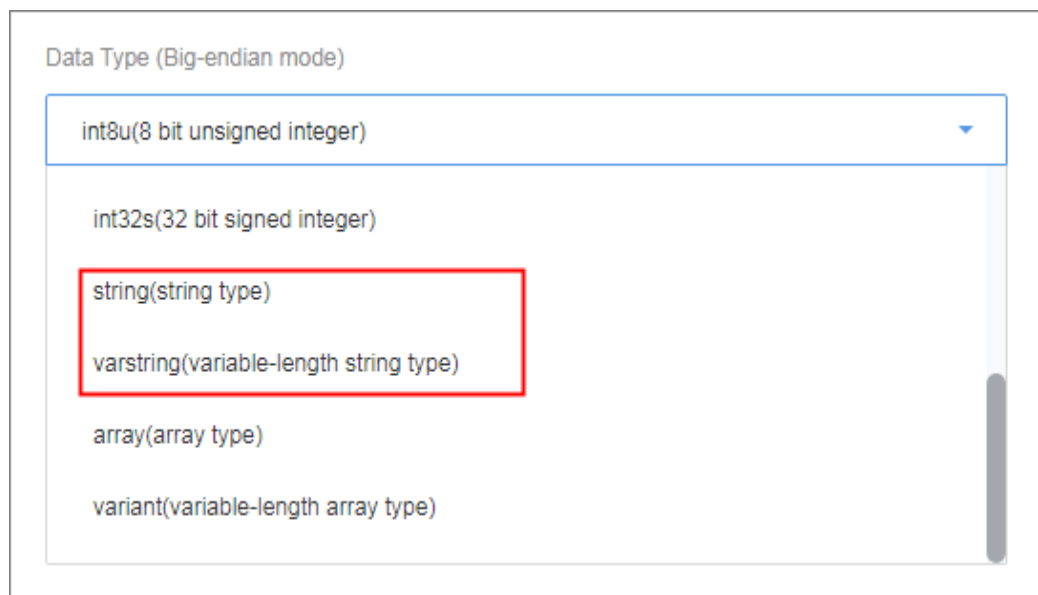 Data Type (Big-endian mode)
int8u(8 bit unsigned integer)
int32s(32 bit signed integer)
string(string type)
varstring(variable-length string type)
array(array type)
variant(variable-length array type)